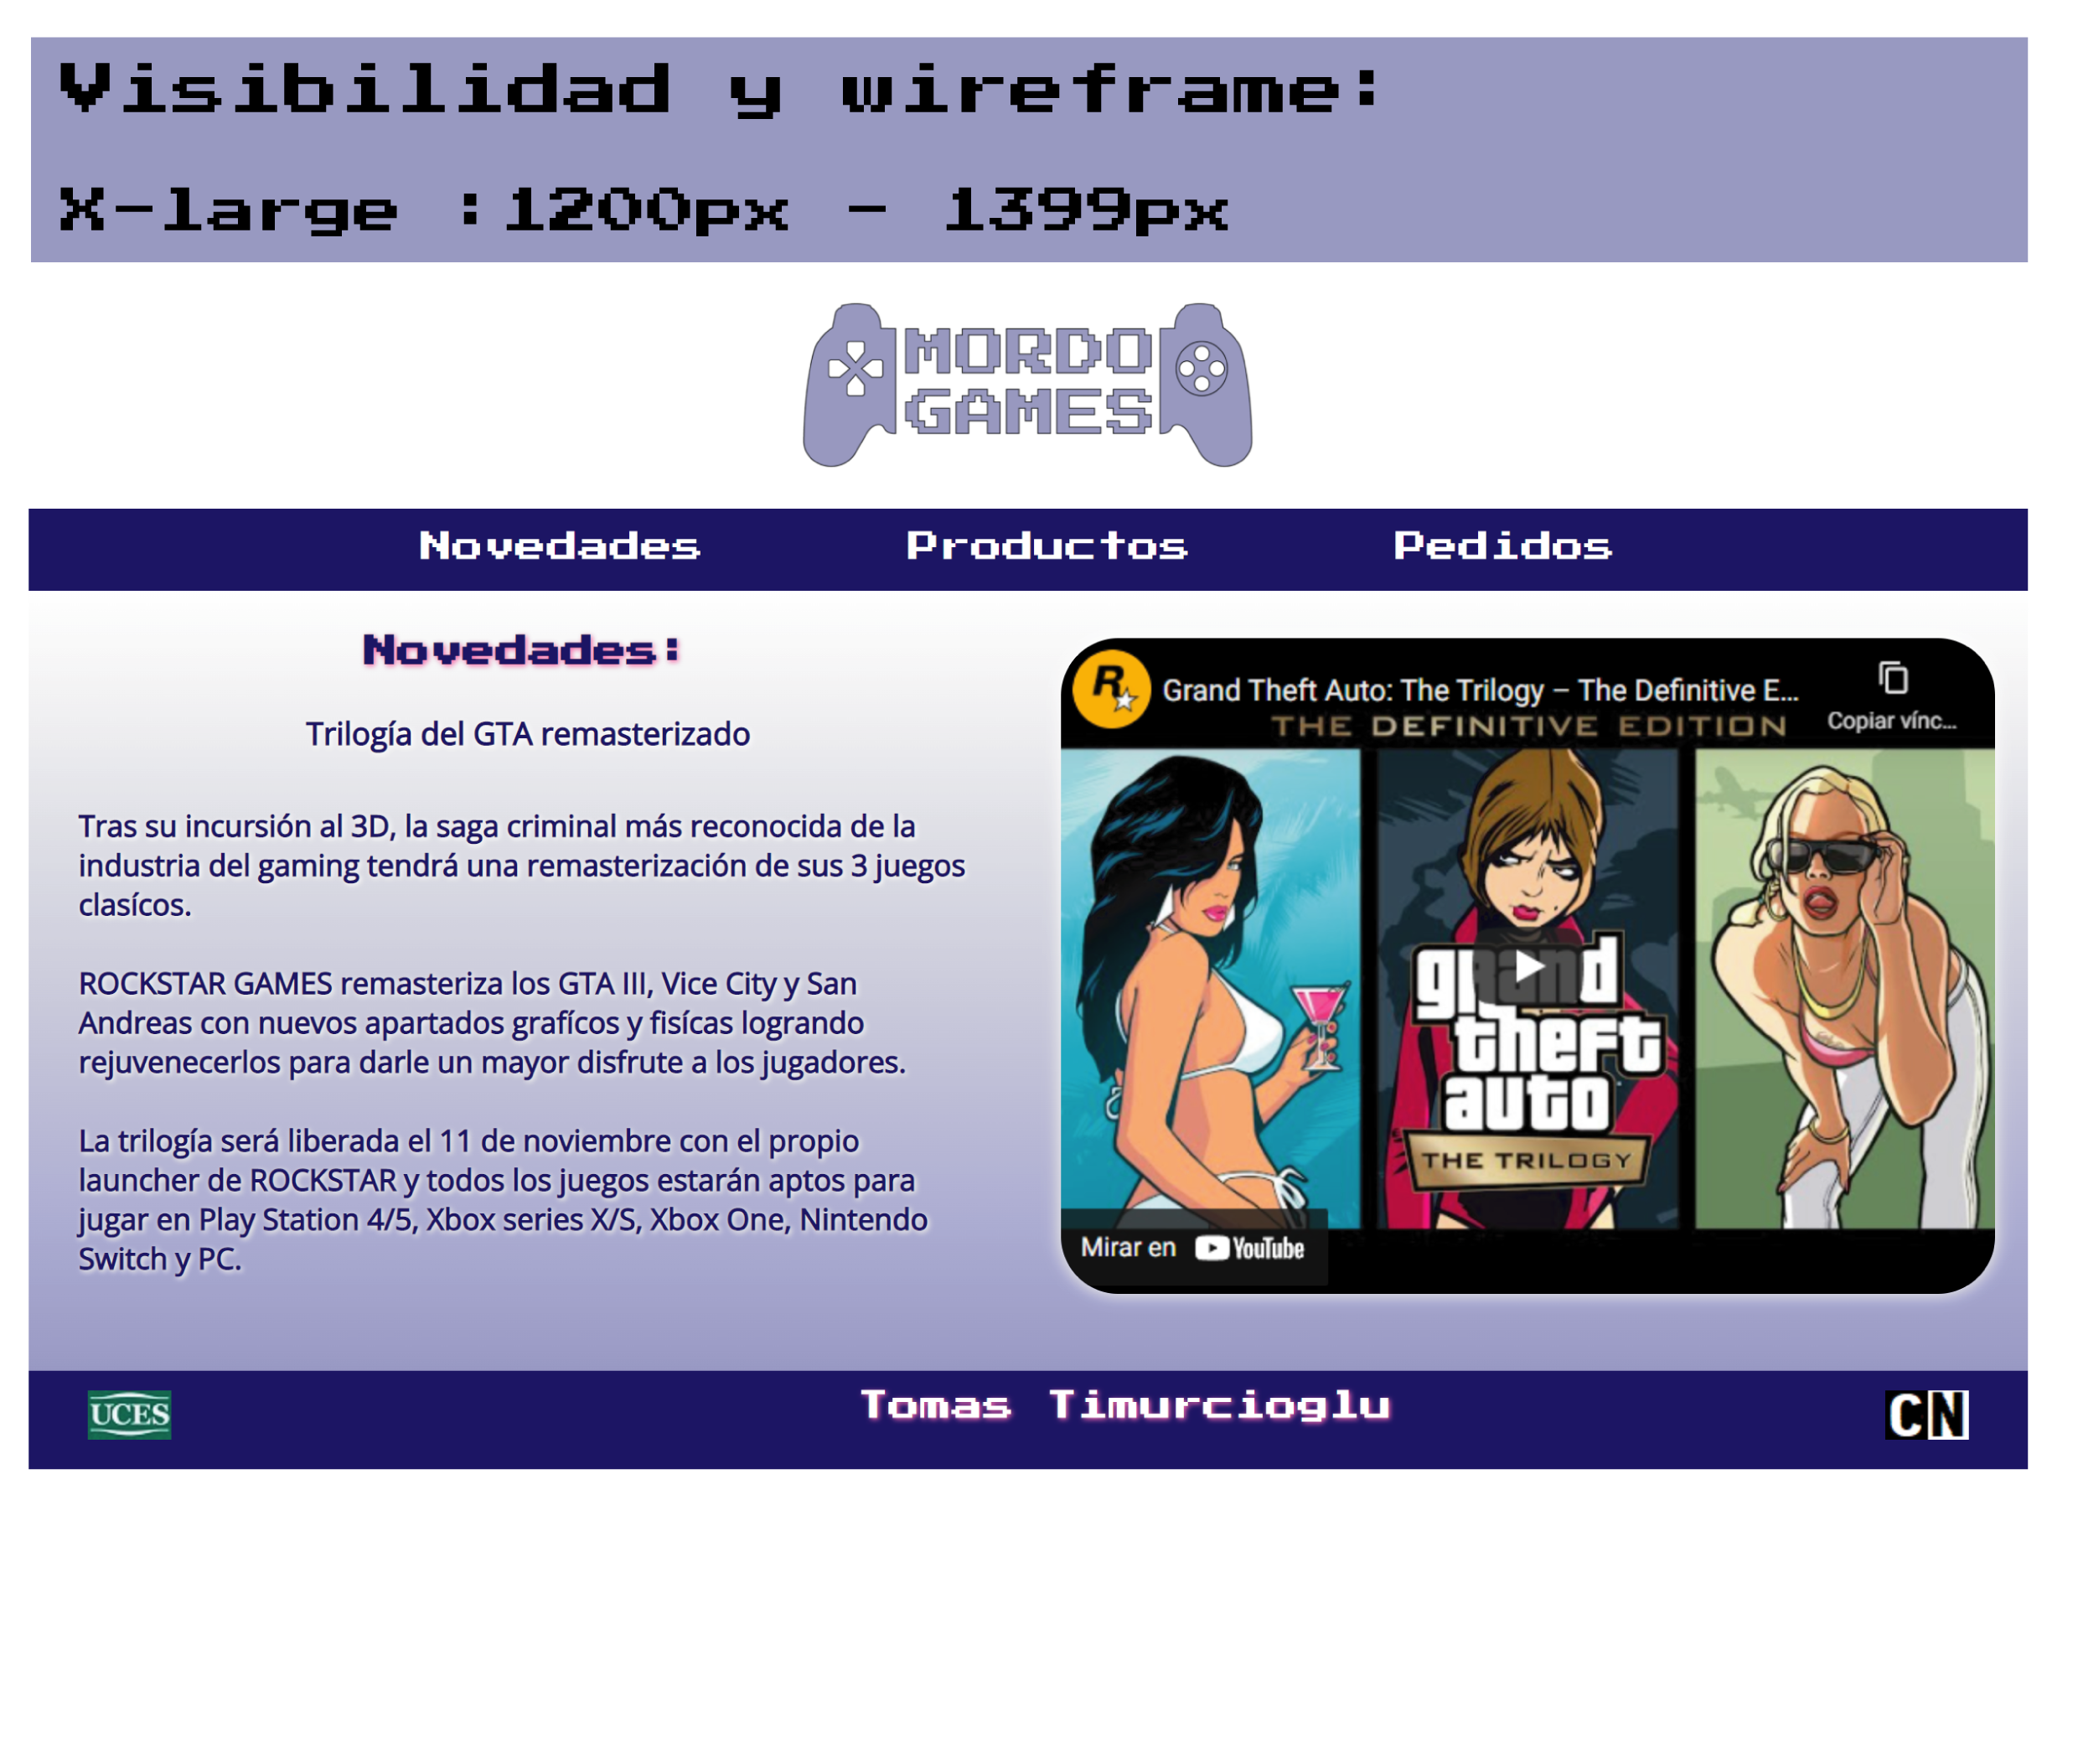 Visibilidad y wireframe:
X-large :1200px - 1399px
MORDO
GAMES
Novedades Productos Pedidos
Novedades:
Trilogía del GTA remasterizado
Tras su incursión al 3D, la saga criminal más reconocida de la
industria del gaming tendrá una remasterización de sus 3 juegos
clasícos.
ROCKSTAR GAMES remasteriza los GTA III, Vice City y San
Andreas con nuevos apartados grafícos y fisícas logrando
rejuvenecerlos para darle un mayor disfrute a los jugadores.
La trilogía será liberada el 11 de noviembre con el propio
launcher de ROCKSTAR y todos los juegos estarán aptos para
jugar en Play Station 4/5, Xbox series X/S, Xbox One, Nintendo
Switch y PC.
R
Grand Theft Auto: The Trilogy – The Definitive E...
Copiar vínc...
THE DEFINITIVE EDITION
grand
theft
auto
THE TRILOGY
Mirar en YouTube
UCES
Tomas Timurcioglu
CN